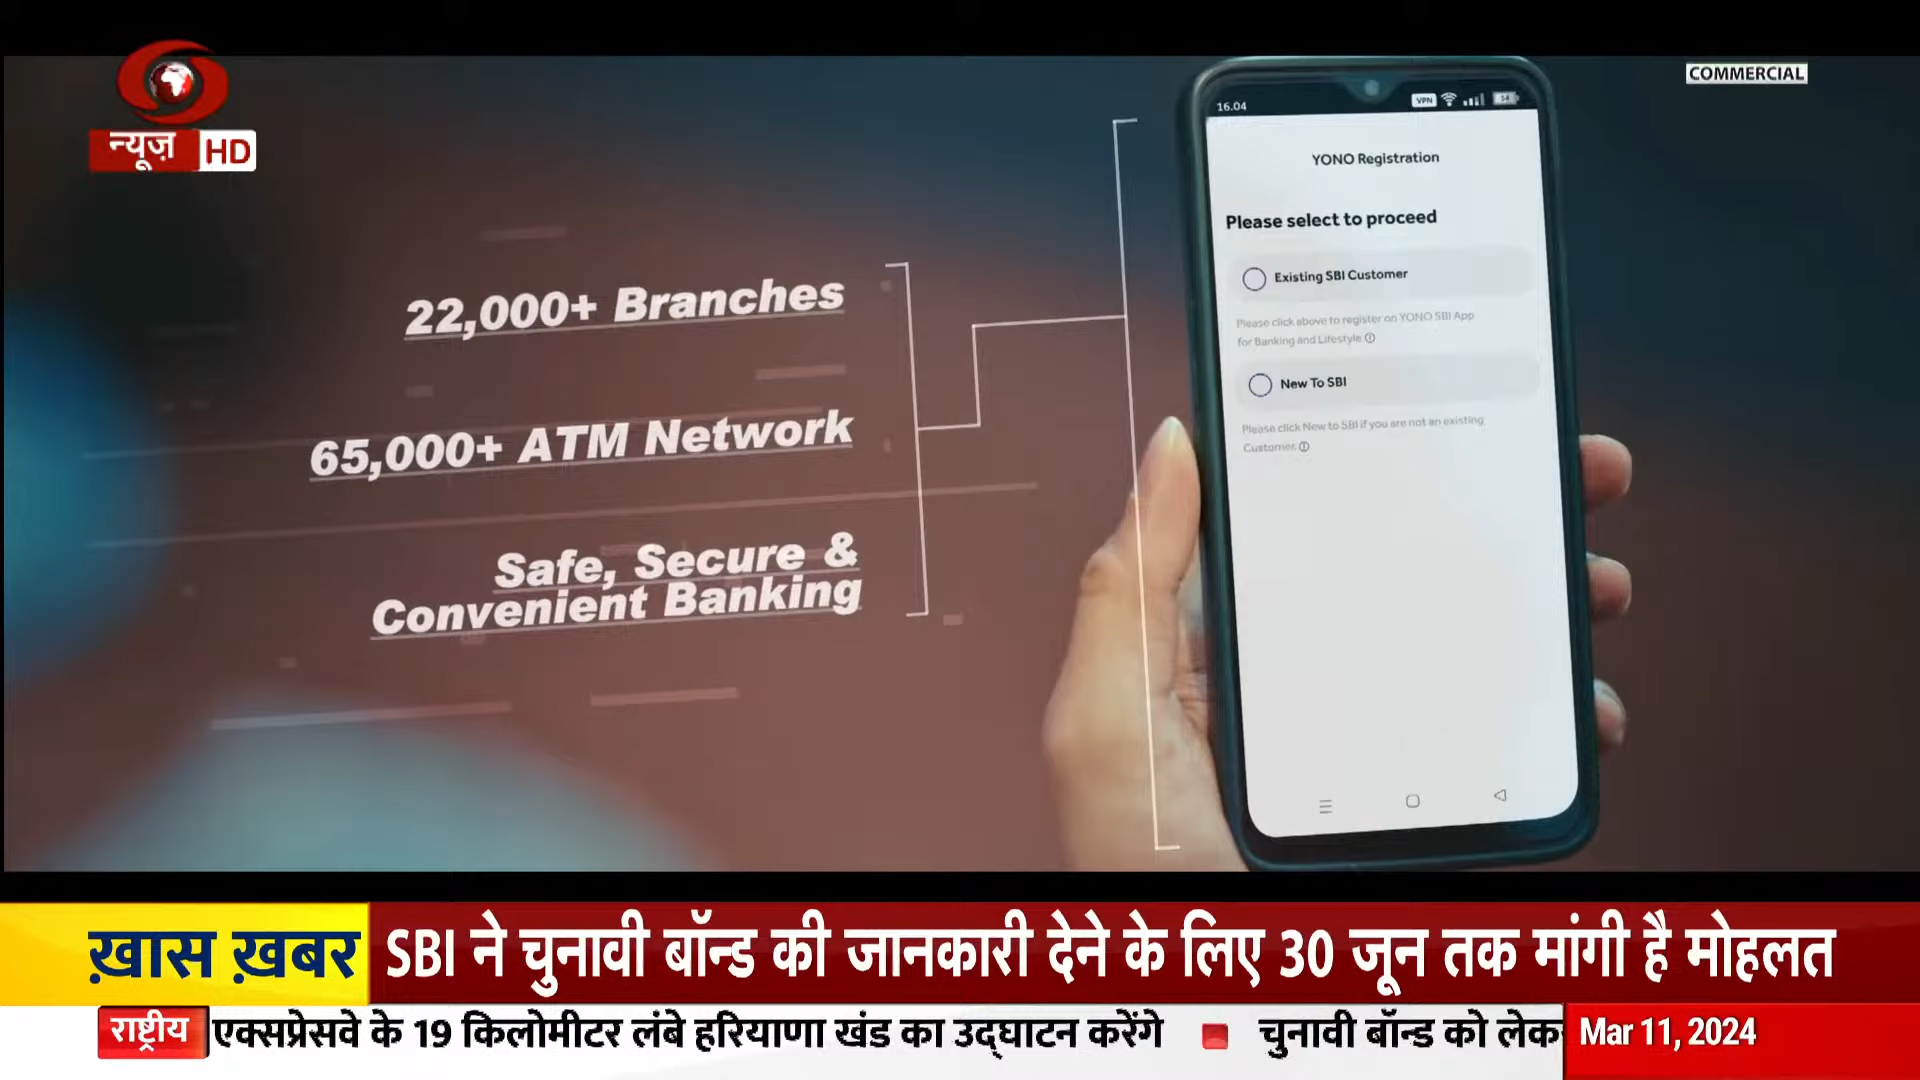 न्यूज़ HD
COMMERCIAL
16.04
VPN
54
YONO Registration
Please select to proceed
Existing SBI Customer
Please click above to register on YONO SBI App
for Banking and Lifestyle
New To SBI
Please click New to SBI if you are not an existing
Customer.
22,000+ Branches
65,000+ ATM Network
Safe, Secure &
Convenient Banking
ख़ास ख़बर
SBI ने चुनावी बॉन्ड की जानकारी देने के लिए 30 जून तक मांगी है मोहलत
राष्ट्रीय
एक्सप्रेसवे के 19 किलोमीटर लंबे हरियाणा खंड का उद्घाटन करेंगे
चुनावी बॉन्ड को लेक
Mar 11, 2024